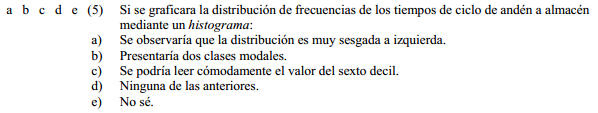 a b c d e (5) Si se graficara la distribución de frecuencias de los tiempos de ciclo de andén a almacén
mediante un histograma:
a) Se observaría que la distribución es muy sesgada a izquierda.
b) Presentaría dos clases modales.
c) Se podría leer cómodamente el valor del sexto decil.
d) Ninguna de las anteriores.
e) No sé.